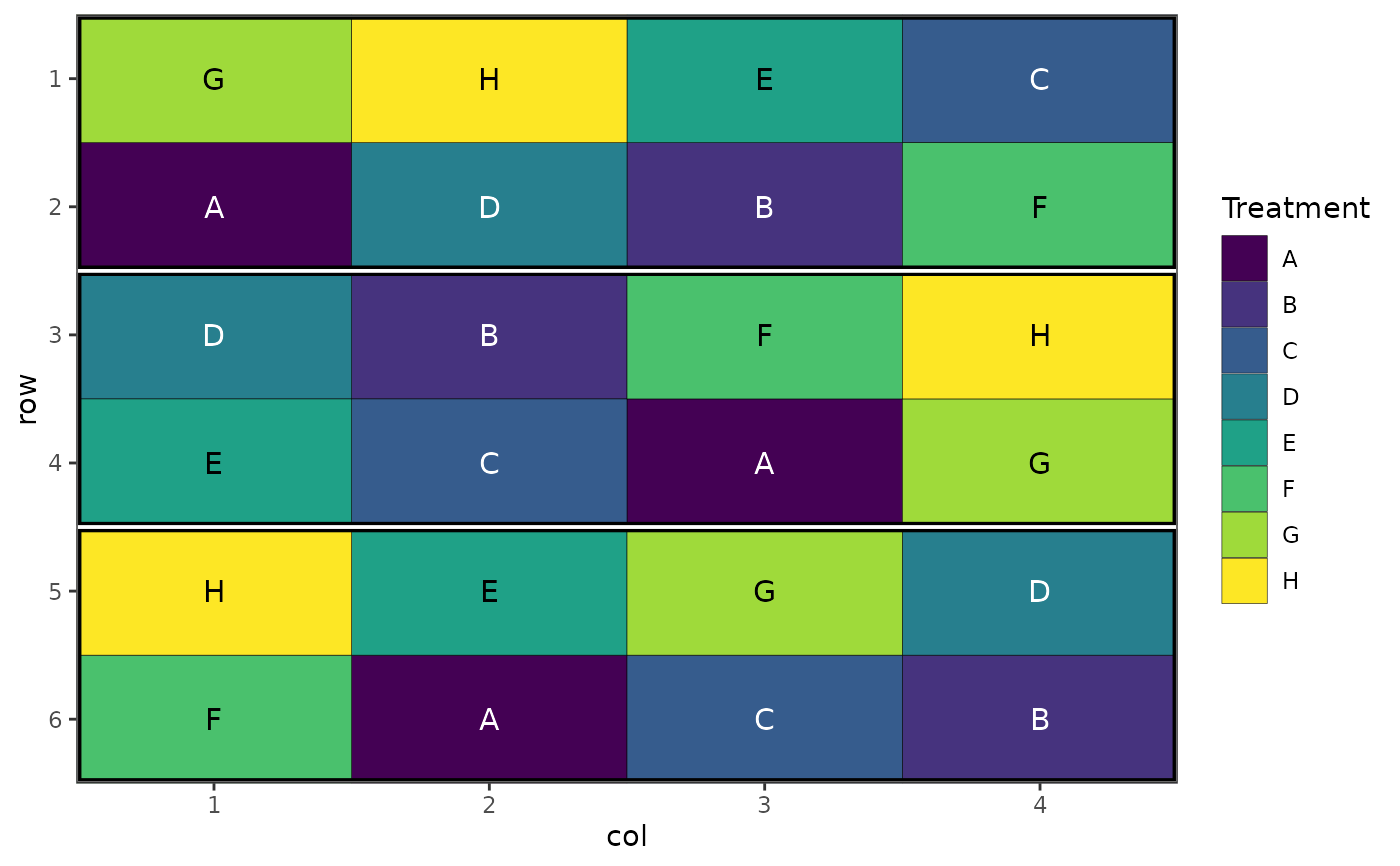 1 G H E C
2 A D B F
3 D B F H
4 E C A G
5 H E G D
6 F A C B
1 2 3 4
col
row
Treatment
A
B
C
D
E
F
G
H